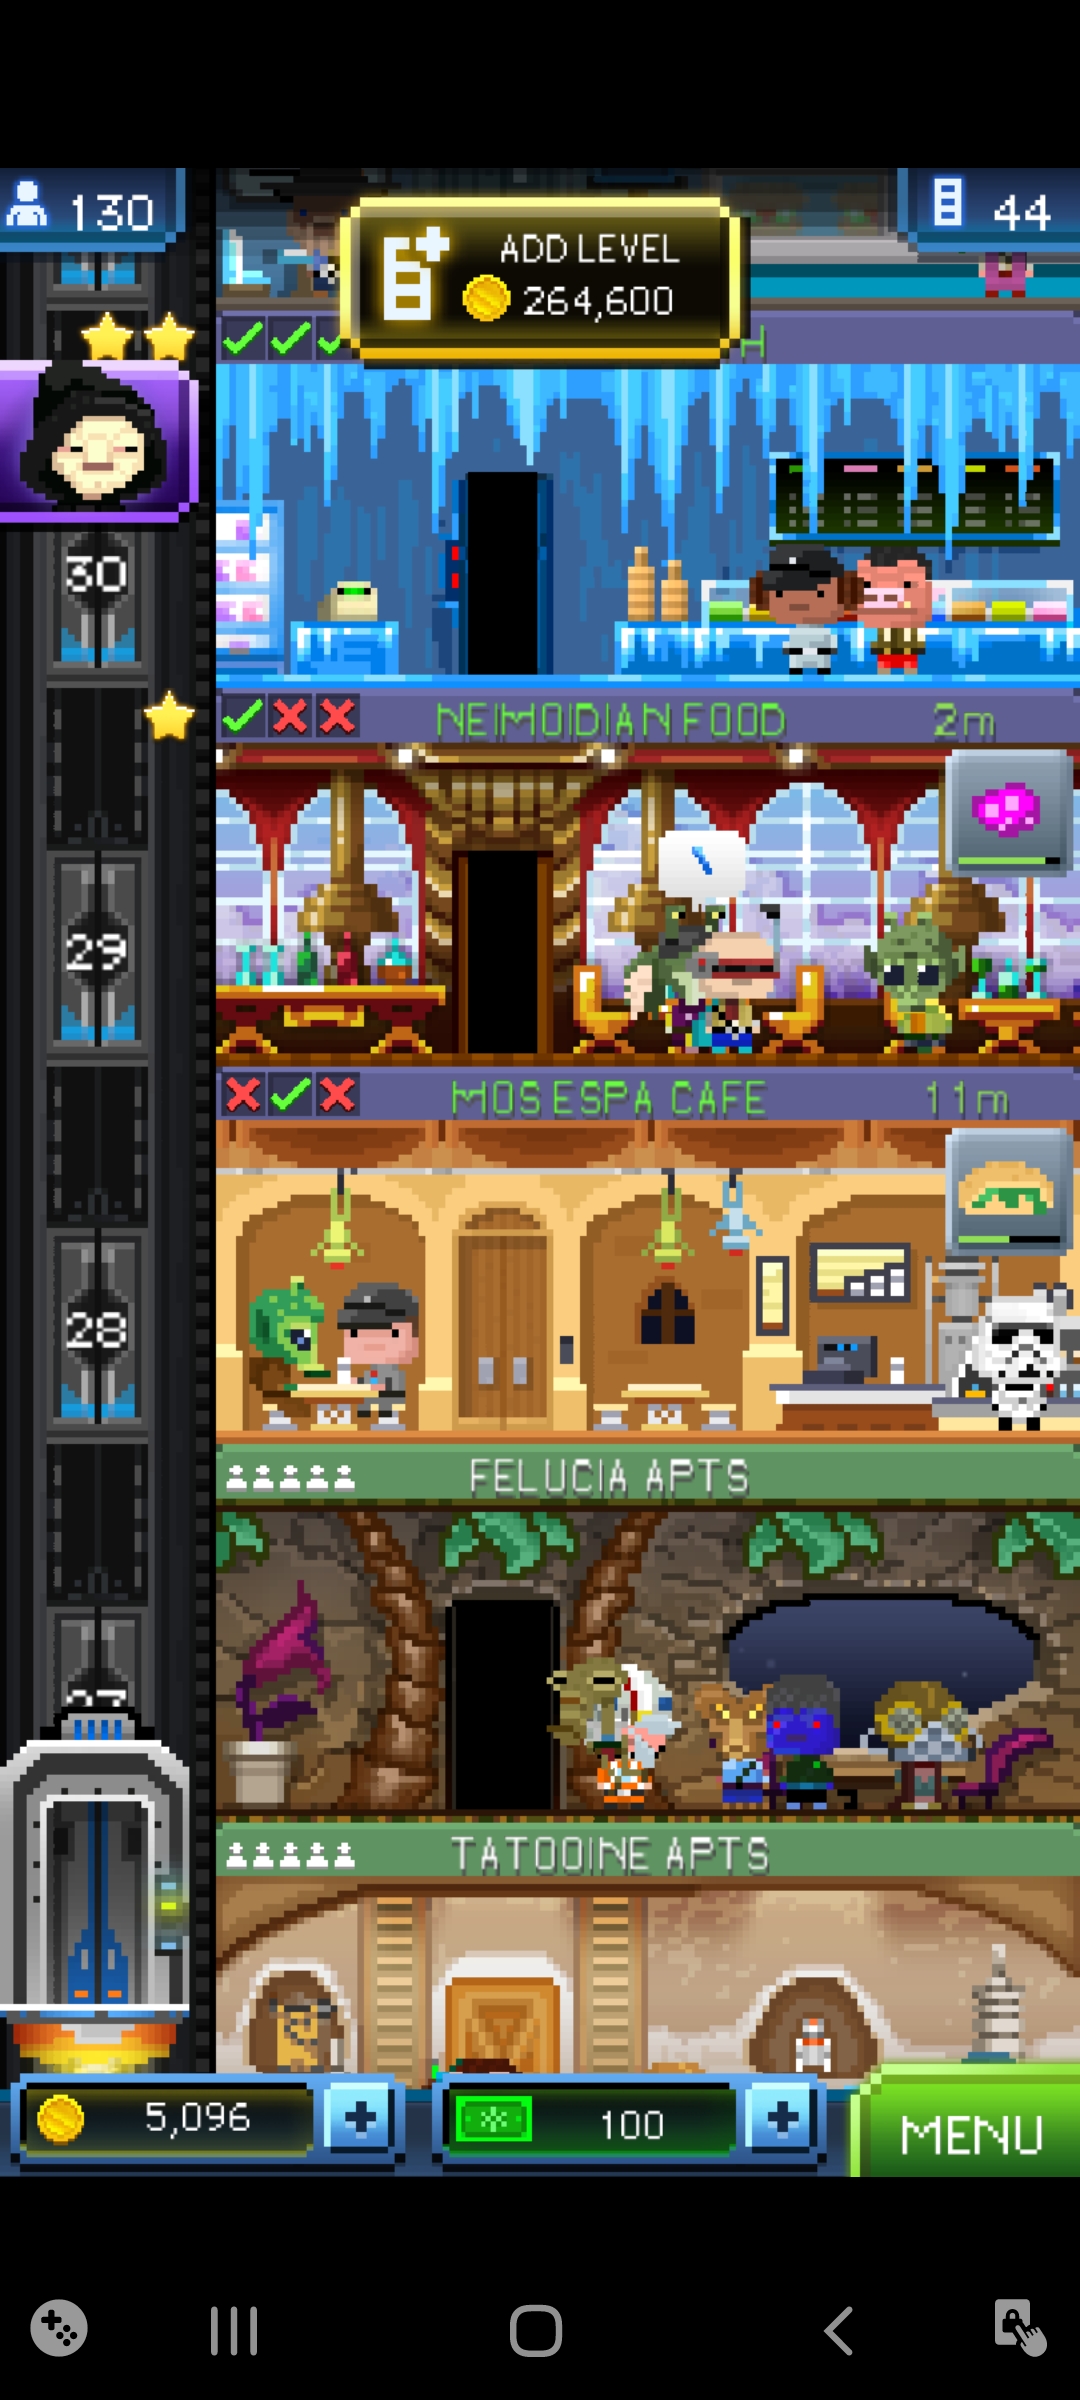 130
44
ADD LEVEL
264,600
H
30
NEIMOIDIAN FOOD 2m
29
MOS ESPA CAFE 11m
28
FELUCIA APTS
27
TATOOINE APTS
5,096
100
MENU